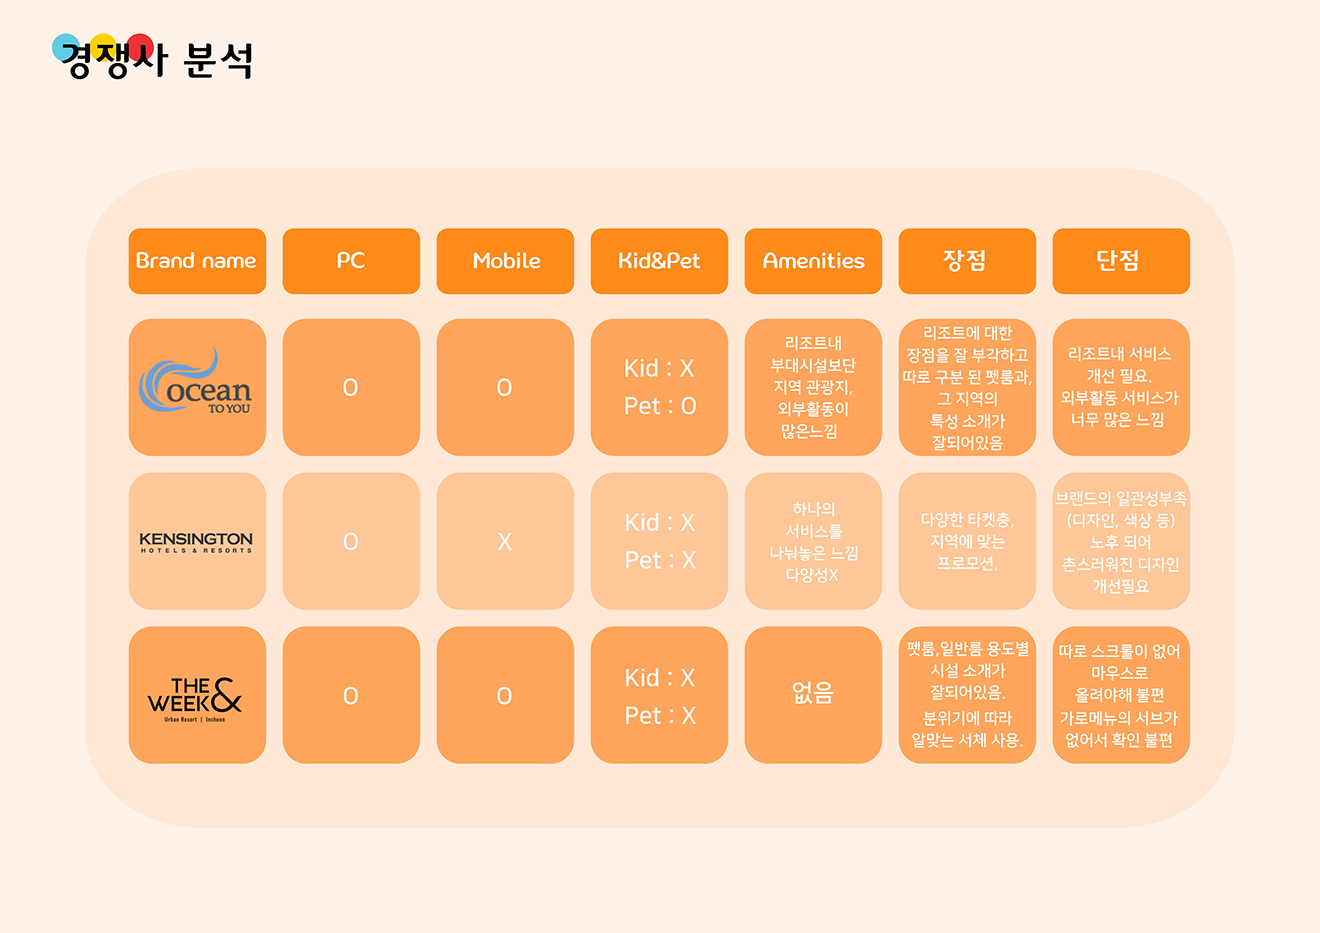 경쟁사 분석
Brand name
PC
Mobile
Kid&Pet
Amenities
장점
단점
ocean
TO YOU
O
O
Kid : X
Pet : O
리조트내
부대시설보단
지역 관광지,
외부활동이
많은느낌
리조트에 대한
장점을 잘 부각하고
따로 구분 된 펫룸과,
그 지역의
특성 소개가
잘되어있음
리조트내 서비스
개선 필요.
외부활동 서비스가
너무 많은 느낌
KENSINGTON
HOTELS & RESORTS
O
X
Kid : X
Pet : X
하나의
서비스를
나눠놓은 느낌
다양성X
다양한 타켓층,
지역에 맞는
프로모션,
브랜드의 일관성부족
(디자인, 색상 등)
노후 되어
촌스러워진 디자인
개선필요
THE
WEEK&
Urban Resort | Incheon
O
O
Kid : X
Pet : X
없음
펫룸,일반룸 용도별
시설 소개가
잘되어있음.
분위기에 따라
알맞는 서체 사용.
따로 스크롤이 없어
마우스로
올려야해 불편
가로메뉴의 서브가
없어서 확인 불편